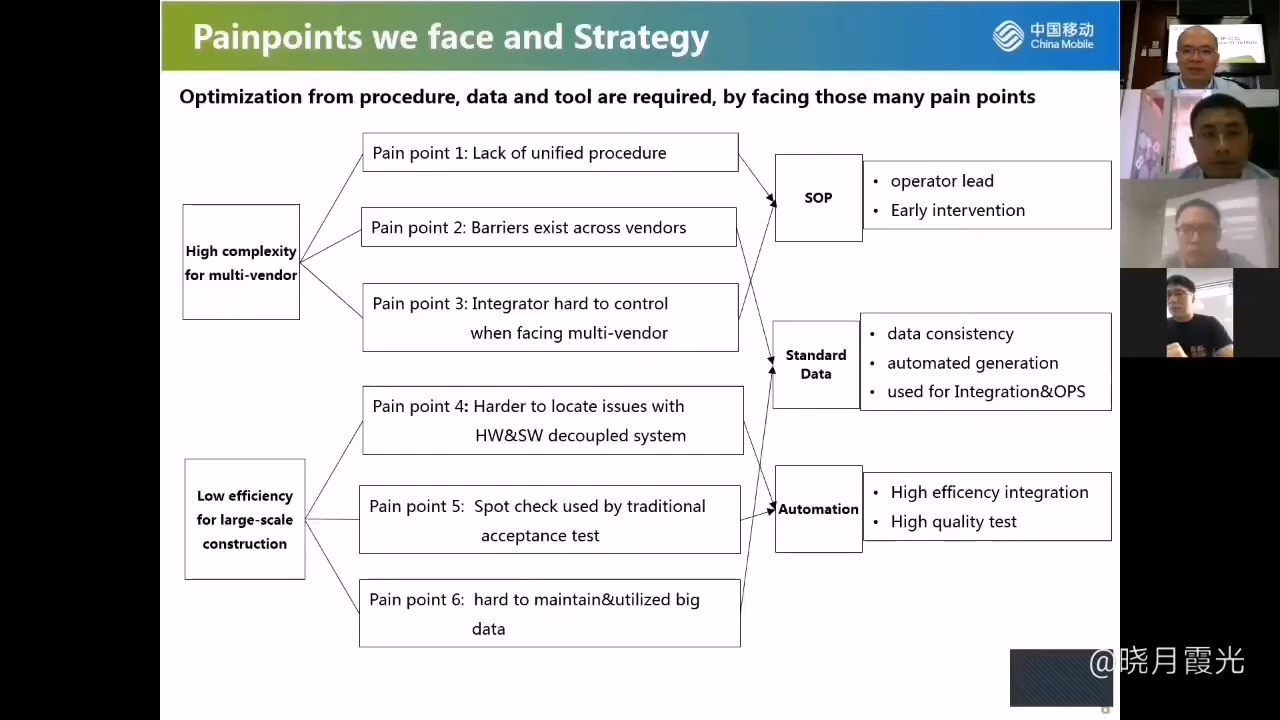 Painpoints we face and Strategy
中国移动
China Mobile
Optimization from procedure, data and tool are required, by facing those many pain points
High complexity
for multi-vendor
Pain point 1: Lack of unified procedure
Pain point 2: Barriers exist across vendors
Pain point 3: Integrator hard to control
when facing multi-vendor
SOP
• operator lead
• Early intervention
Standard
Data
• data consistency
• automated generation
• used for Integration&OPS
Low efficiency
for large-scale
construction
Pain point 4: Harder to locate issues with
HW&SW decoupled system
Pain point 5: Spot check used by traditional
acceptance test
Pain point 6: hard to maintain&utilized big
data
Automation
• High efficency integration
• High quality test
@晓月霞光
6